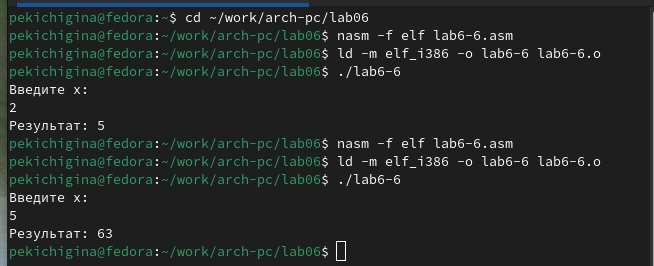 pekichigina@fedora:~$ cd ~/work/arch-pc/lab06
pekichigina@fedora:~/work/arch-pc/lab06$ nasm -f elf lab6-6.asm
pekichigina@fedora:~/work/arch-pc/lab06$ ld -m elf_i386 -o lab6-6 lab6-6.o
pekichigina@fedora:~/work/arch-pc/lab06$ ./lab6-6
Введите x:
2
Результат: 5
pekichigina@fedora:~/work/arch-pc/lab06$ nasm -f elf lab6-6.asm
pekichigina@fedora:~/work/arch-pc/lab06$ ld -m elf_i386 -o lab6-6 lab6-6.o
pekichigina@fedora:~/work/arch-pc/lab06$ ./lab6-6
Введите x:
5
Результат: 63
pekichigina@fedora:~/work/arch-pc/lab06$